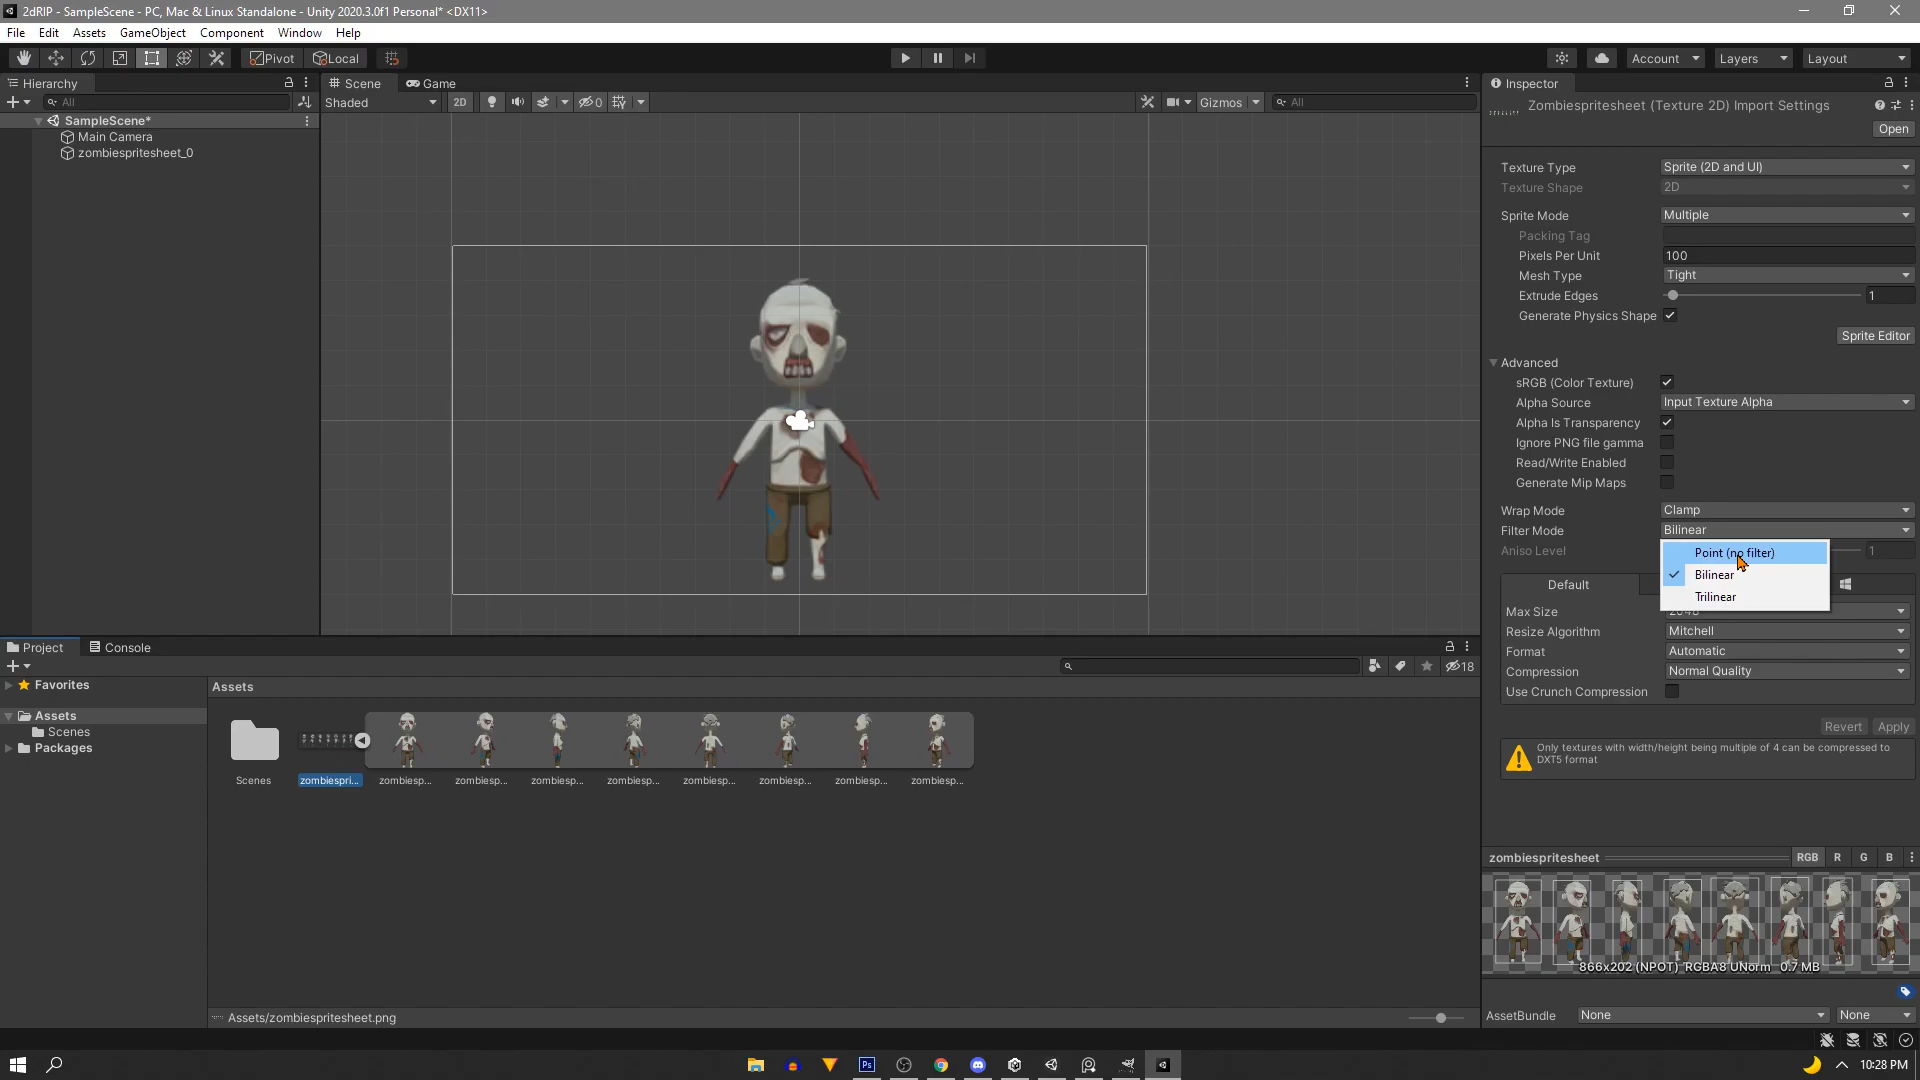 2dRIP - SampleScene - PC, Mac & Linux Standalone - Unity 2020.3.0f1 Personal* <DX11>
File Edit Assets GameObject Component Window Help
Pivot Local Account Layers Layout
Hierarchy
All
SampleScene*
Main Camera
zombiespritesheet_0
Scene Game
Shaded 2D 0 Gizmos All
Inspector
Zombiespritesheet (Texture 2D) Import Settings
Open
Texture Type Sprite (2D and UI)
Texture Shape 2D
Sprite Mode Multiple
Packing Tag
Pixels Per Unit 100
Mesh Type Tight
Extrude Edges 1
Generate Physics Shape
Sprite Editor
Advanced
sRGB (Color Texture)
Alpha Source Input Texture Alpha
Alpha Is Transparency
Ignore PNG file gamma
Read/Write Enabled
Generate Mip Maps
Wrap Mode Clamp
Filter Mode Bilinear
Aniso Level 1
Point (no filter)
Bilinear
Trilinear
Default
Max Size 2048
Resize Algorithm Mitchell
Format Automatic
Compression Normal Quality
Use Crunch Compression
Revert Apply
Only textures with width/height being multiple of 4 can be compressed to
DXT5 format
Project Console
18
Favorites
Assets
Scenes
Packages
Assets
Scenes zombiespri... zombiesp... zombiesp... zombiesp... zombiesp... zombiesp... zombiesp... zombiesp... zombiesp...
Assets/zombiespritesheet.png
zombiespritesheet RGB R G B
866x202 (NPOT) RGBA8 UNorm 0.7 MB
AssetBundle None None
Ps
10:28 PM